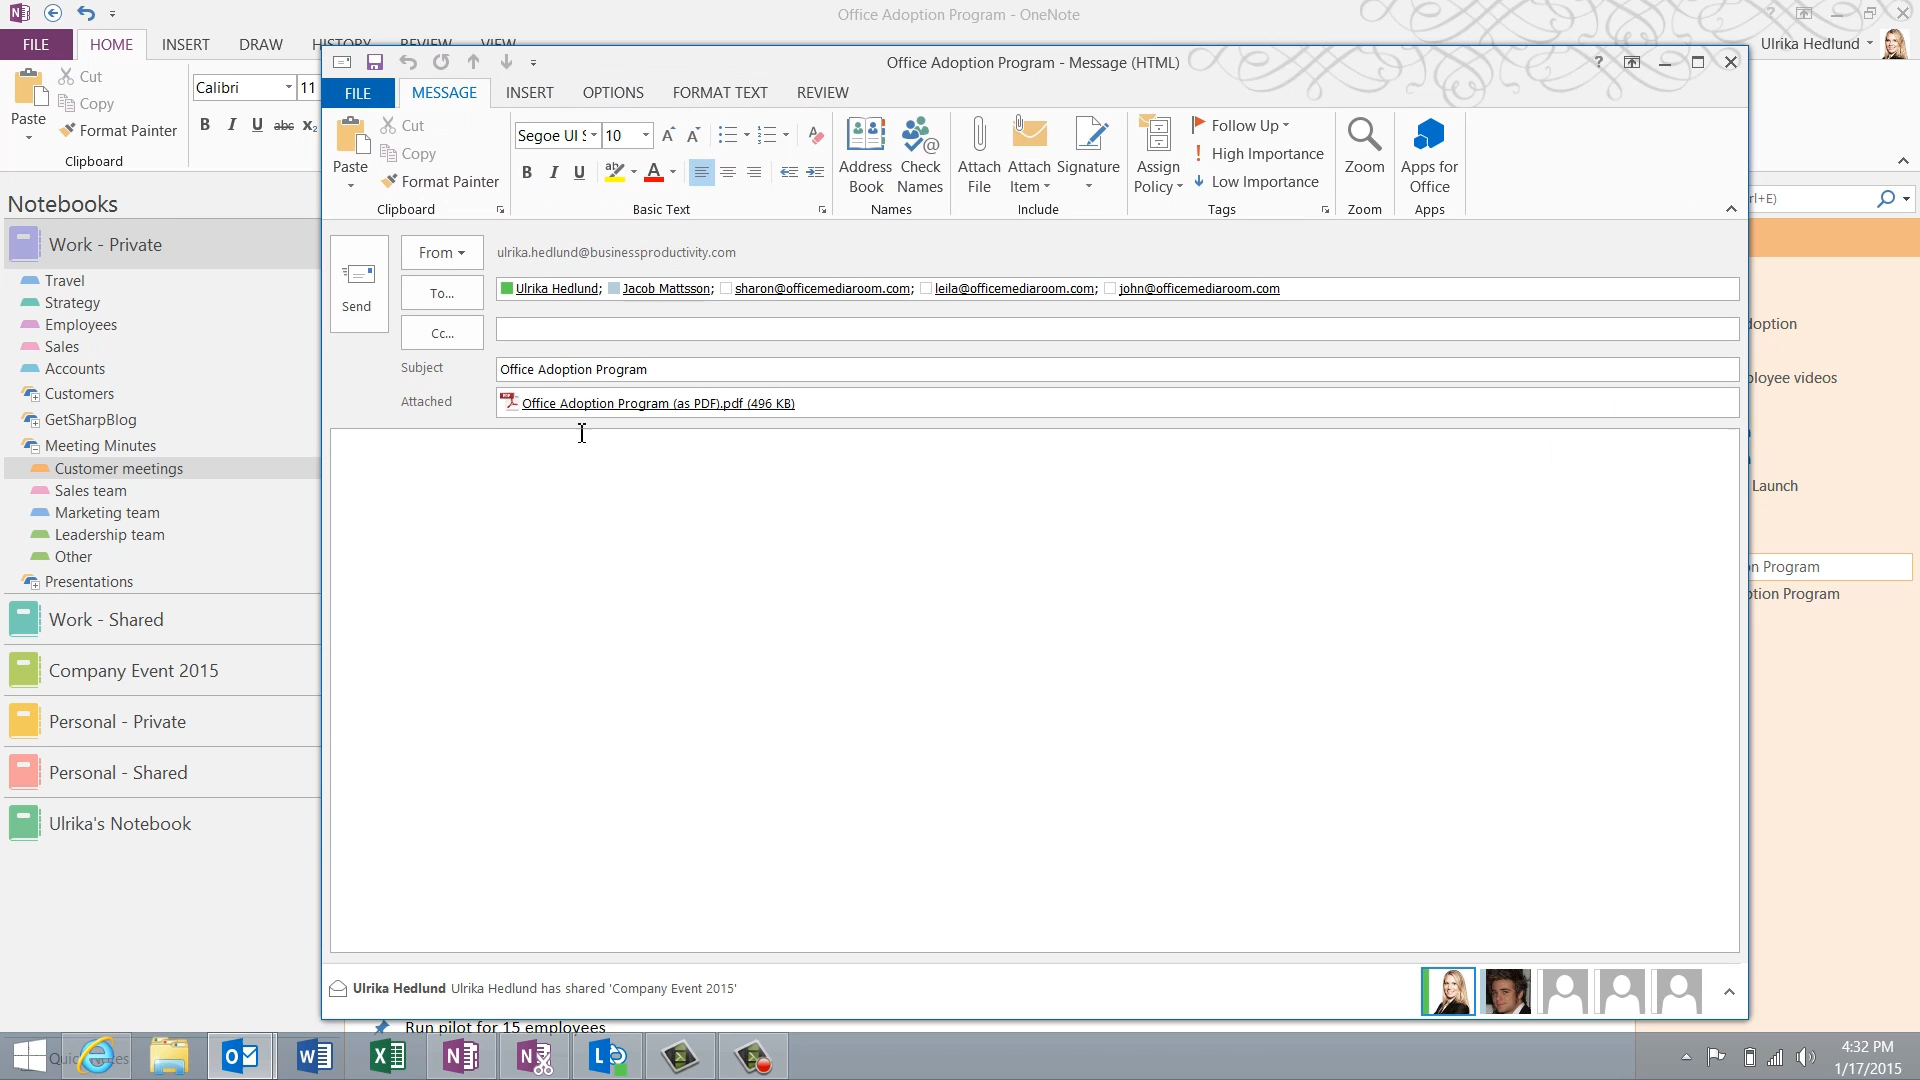 Office Adoption Program - OneNote
FILE HOME INSERT DRAW HISTORY REVIEW VIEW
Ulrika Hedlund
Paste
Cut
Copy
Format Painter
Clipboard
Calibri 11
B I U abc X₂
Notebooks
Work - Private
Travel
Strategy
Employees
Sales
Accounts
Customers
GetSharpBlog
Meeting Minutes
Customer meetings
Sales team
Marketing team
Leadership team
Other
Presentations
Work - Shared
Company Event 2015
Personal - Private
Personal - Shared
Ulrika's Notebook
Office Adoption Program - Message (HTML)
FILE MESSAGE INSERT OPTIONS FORMAT TEXT REVIEW
Paste
Cut
Copy
Format Painter
Clipboard
Segoe UI 10
B I U
Basic Text
Address Book
Check Names
Names
Attach File
Attach Item
Signature
Include
Assign Policy
Follow Up
High Importance
Low Importance
Tags
Zoom
Zoom
Apps for Office
Apps
Send
From ulrika.hedlund@businessproductivity.com
To... Ulrika Hedlund; Jacob Mattsson; sharon@officemediaroom.com; leila@officemediaroom.com; john@officemediaroom.com
Cc...
Subject Office Adoption Program
Attached Office Adoption Program (as PDF).pdf (496 KB)
Ulrika Hedlund Ulrika Hedlund has shared 'Company Event 2015'
rl+E)
doption
loyee videos
Launch
n Program
tion Program
Run pilot for 15 employees
4:32 PM
1/17/2015